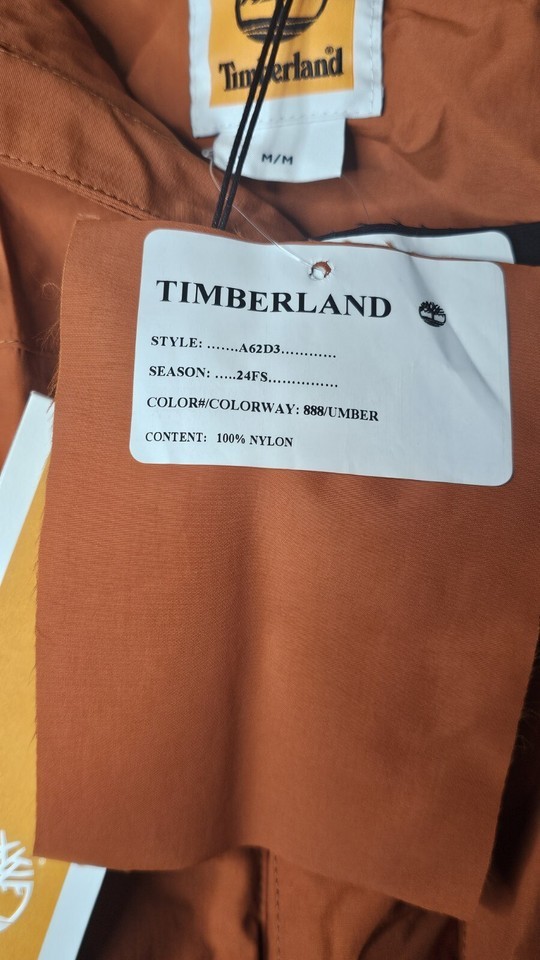 Timberland
M/M
TIMBERLAND
STYLE: .......A62D3............
SEASON: .....24FS...............
COLOR#/COLORWAY: 888/UMBER
CONTENT: 100% NYLON